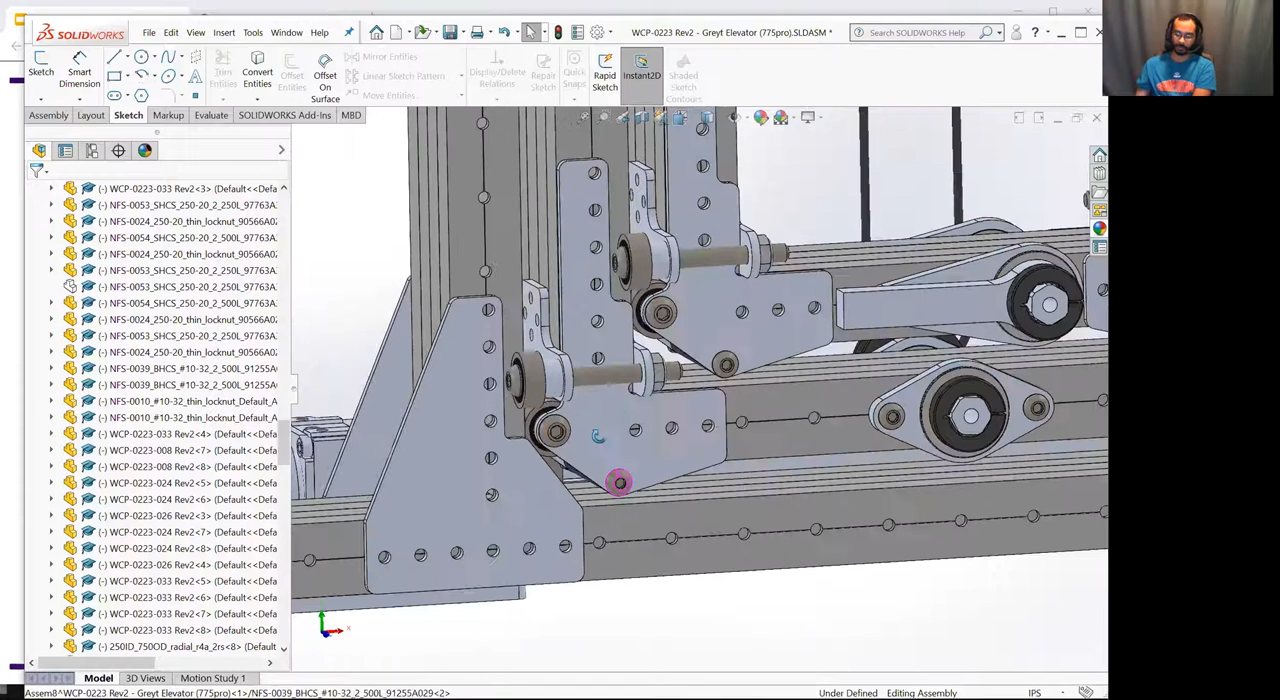 SOLIDWORKS File Edit View Insert Tools Window Help WCP-0223 Rev2 - Greyt Elevator (775pro).SLDASM * Search SOLIDWORKS Help ?
Sketch Smart Dimension Trim Entities Convert Entities Offset Entities Offset On Surface Mirror Entities Linear Sketch Pattern Move Entities Display/Delete Relations Repair Sketch Quick Snaps Rapid Sketch Instant2D Shaded Sketch Contours
Assembly Layout Sketch Markup Evaluate SOLIDWORKS Add-Ins MBD
(-) WCP-0223-033 Rev2<3> (Default<<Defa
(-) NFS-0053_SHCS_250-20_2_250L_97763A
(-) NFS-0024_250-20_thin_locknut_90566A0
(-) NFS-0054_SHCS_250-20_2_500L_97763A
(-) NFS-0024_250-20_thin_locknut_90566A0
(-) NFS-0053_SHCS_250-20_2_250L_97763A
(-) NFS-0053_SHCS_250-20_2_250L_97763A
(-) NFS-0054_SHCS_250-20_2_500L_97763A
(-) NFS-0024_250-20_thin_locknut_90566A0
(-) NFS-0053_SHCS_250-20_2_250L_97763A
(-) NFS-0024_250-20_thin_locknut_90566A0
(-) NFS-0039_BHCS_#10-32_2_500L_91255A
(-) NFS-0039_BHCS_#10-32_2_500L_91255A
(-) NFS-0010_#10-32_thin_locknut_Default_A
(-) NFS-0010_#10-32_thin_locknut_Default_A
(-) WCP-0223-033 Rev2<4> (Default<<Defa
(-) WCP-0223-008 Rev2<7> (Default<<Defa
(-) WCP-0223-008 Rev2<8> (Default<<Defa
(-) WCP-0223-024 Rev2<5> (Default<<Defa
(-) WCP-0223-024 Rev2<6> (Default<<Defa
(-) WCP-0223-026 Rev2<3> (Default<<Defa
(-) WCP-0223-024 Rev2<7> (Default<<Defa
(-) WCP-0223-024 Rev2<8> (Default<<Defa
(-) WCP-0223-026 Rev2<4> (Default<<Defa
(-) WCP-0223-033 Rev2<5> (Default<<Defa
(-) WCP-0223-033 Rev2<6> (Default<<Defa
(-) WCP-0223-033 Rev2<7> (Default<<Defa
(-) WCP-0223-033 Rev2<8> (Default<<Defa
(-) 250ID_750OD_radial_r4a_2rs<8> (Default
x
Model 3D Views Motion Study 1
Assem8^WCP-0223 Rev2 - Greyt Elevator (775pro)<1>/NFS-0039_BHCS_#10-32_2_500L_91255A029<2> Under Defined Editing Assembly IPS